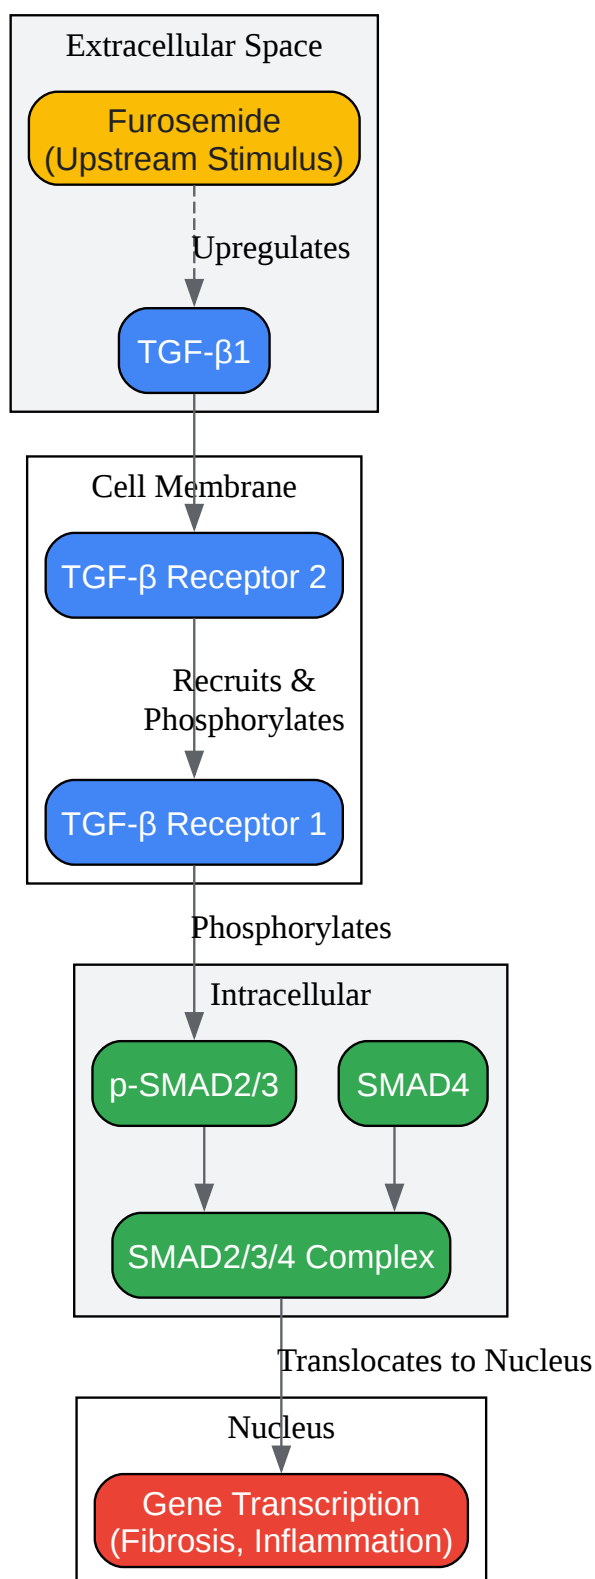 Extracellular Space
Furosemide
(Upstream Stimulus)
Upregulates
TGF-β1
Cell Membrane
TGF-β Receptor 2
Recruits &
Phosphorylates
TGF-β Receptor 1
Phosphorylates
Intracellular
p-SMAD2/3
SMAD4
SMAD2/3/4 Complex
Translocates to Nucleus
Nucleus
Gene Transcription
(Fibrosis, Inflammation)